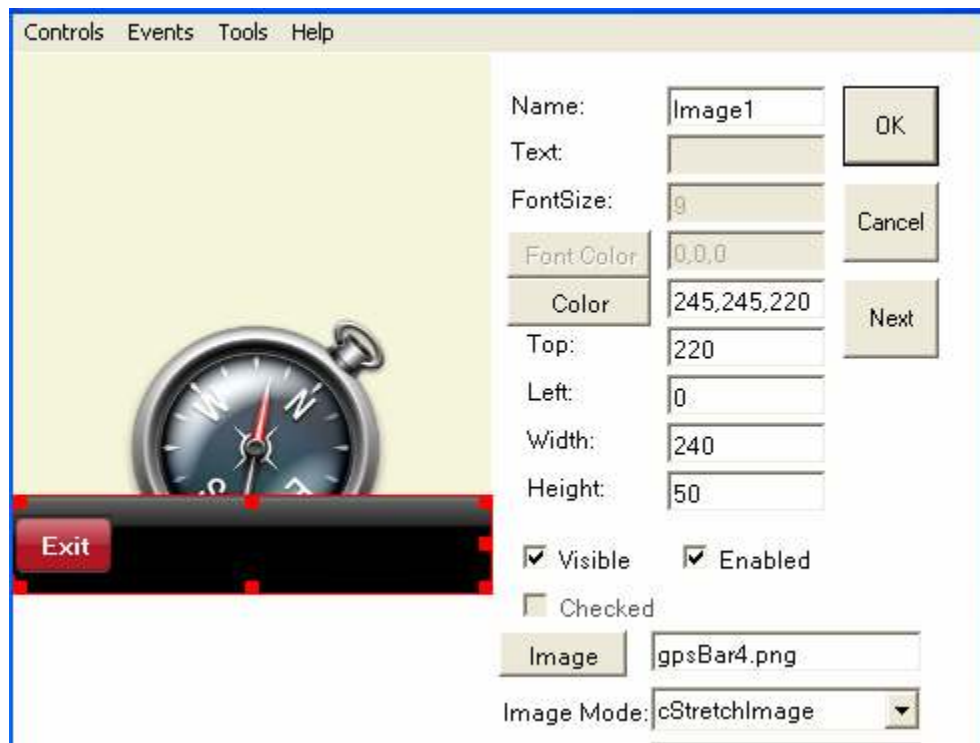 Controls Events Tools Help
Name: Image1
OK
Text:
FontSize: 9
Cancel
Font Color 0,0,0
Color 245,245,220
Next
Top: 220
Left: 0
Width: 240
Height: 50
W N
S E
Exit
Visible Enabled
Checked
Image gpsBar4.png
Image Mode: cStretchImage